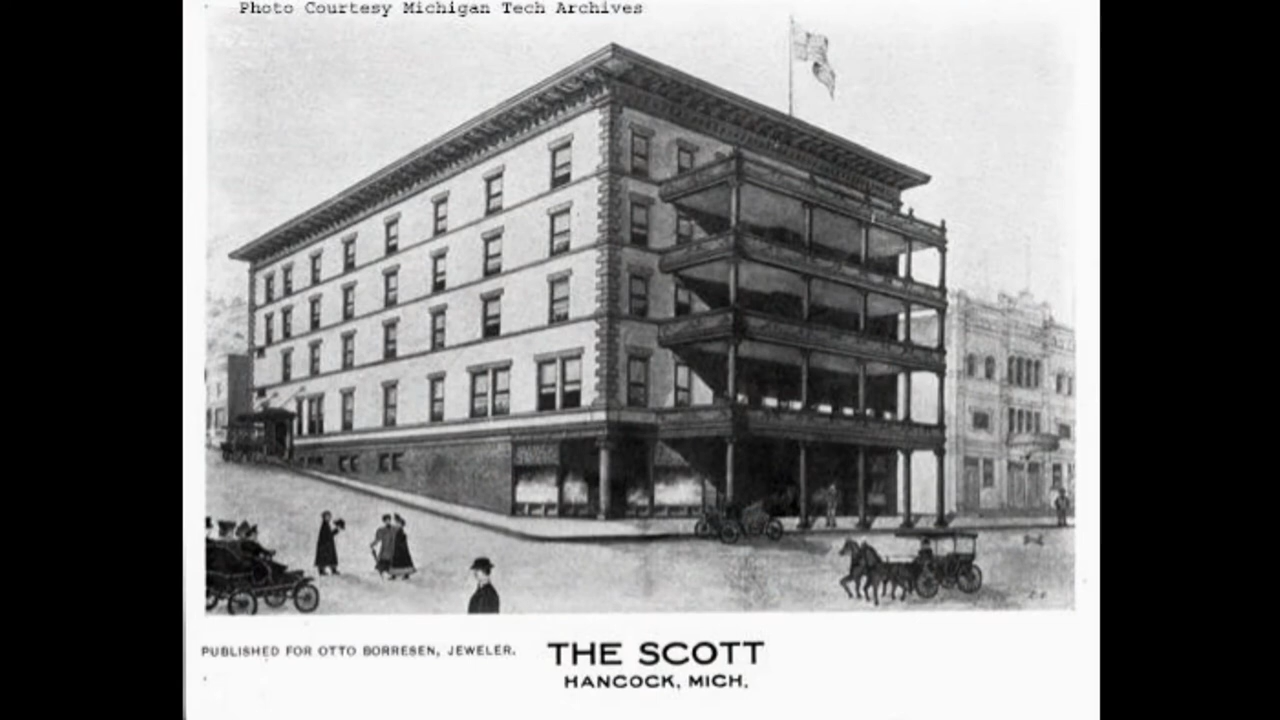 Photo Courtesy Michigan Tech Archives
PUBLISHED FOR OTTO BORRESEN, JEWELER.
THE SCOTT
HANCOCK, MICH.